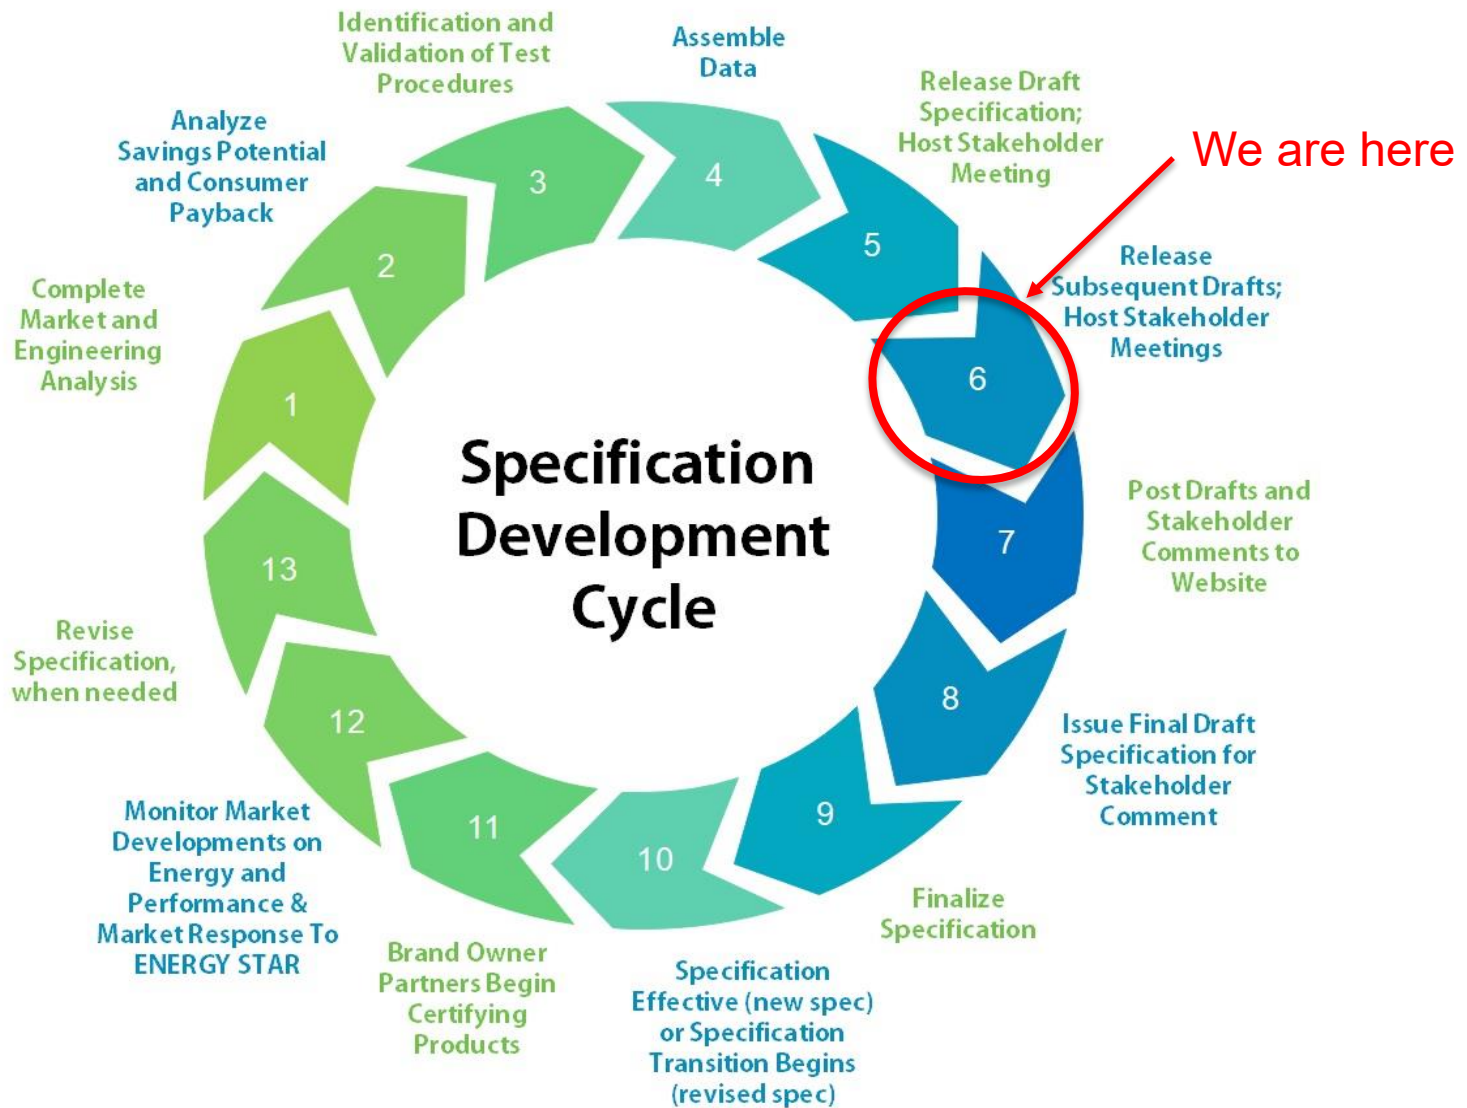 Identification and
Validation of Test
Procedures
Assemble
Data
Release Draft
Specification;
Host Stakeholder
Meeting
We are here
Analyze
Savings Potential
and Consumer
Payback
Release
Subsequent Drafts;
Host Stakeholder
Meetings
Complete
Market and
Engineering
Analysis
1
2
3
4
5
6
7
8
9
10
11
12
13
Specification
Development
Cycle
Post Drafts and
Stakeholder
Comments to
Website
Revise
Specification,
when needed
Issue Final Draft
Specification for
Stakeholder
Comment
Monitor Market
Developments on
Energy and
Performance &
Market Response To
ENERGY STAR
Finalize
Specification
Brand Owner
Partners Begin
Certifying
Products
Specification
Effective (new spec)
or Specification
Transition Begins
(revised spec)